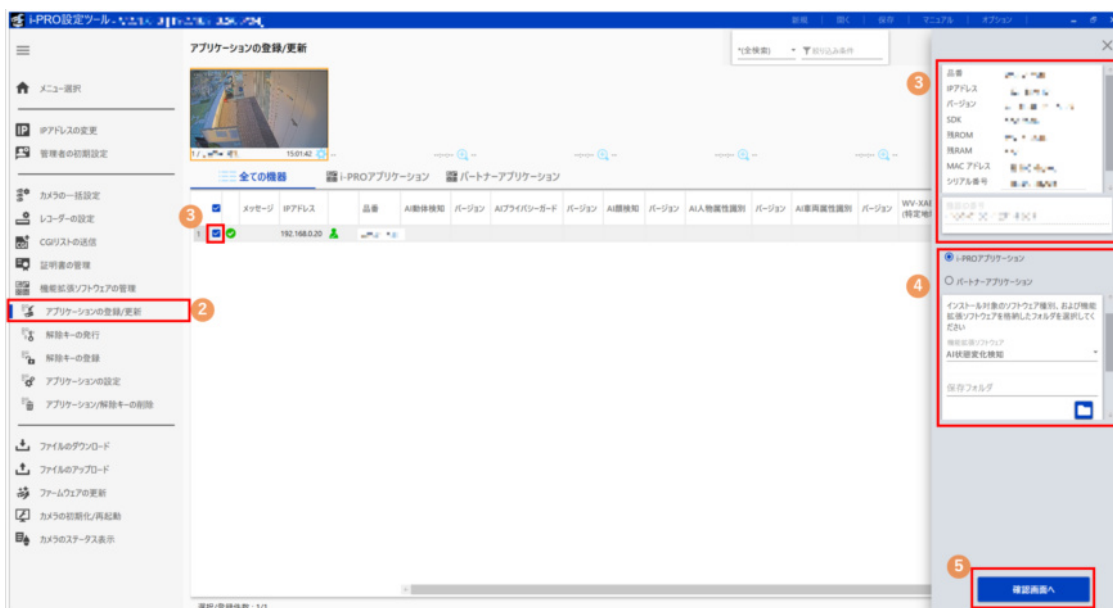 i-PRO設定ツール
新規 | 開く | 保存 | マニュアル | オプション |
アプリケーションの登録/更新
*(全検索)
絞り込み条件
メニュー選択
IPアドレスの変更
管理者の初期設定
カメラの一括設定
レコーダーの設定
CGIリストの送信
証明書の管理
機能拡張ソフトウェアの管理
アプリケーションの登録/更新
2
解除キーの発行
解除キーの登録
アプリケーションの設定
アプリケーション/解除キーの削除
ファイルのダウンロード
ファイルのアップロード
ファームウェアの更新
カメラの初期化/再起動
カメラのステータス表示
15:01:42
全ての機器 i-PROアプリケーション パートナーアプリケーション
3
メッセージ IPアドレス 品番 AI動体検知 バージョン AIプライバシーガード バージョン AI顔検知 バージョン AI人物属性識別 バージョン AI車両属性識別 バージョン
1 192.168.0.20
選択/登録件数 : 1/1
3
品番
IPアドレス
バージョン
SDK
残ROM
残RAM
MAC アドレス
シリアル番号
4
i-PROアプリケーション
パートナーアプリケーション
インストール対象のソフトウェア種別、および機能
拡張ソフトウェアを格納したフォルダを選択してく
ださい
機能拡張ソフトウェア
AI状態変化検知
保存フォルダ
5
確認画面へ